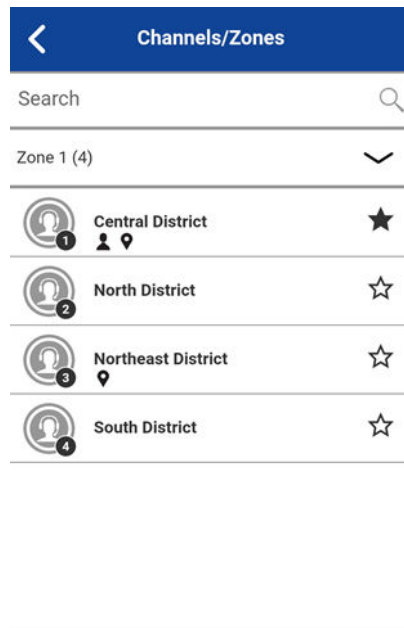 Channels/Zones
Search
Zone 1 (4)
1
Central District
2
North District
3
Northeast District
4
South District